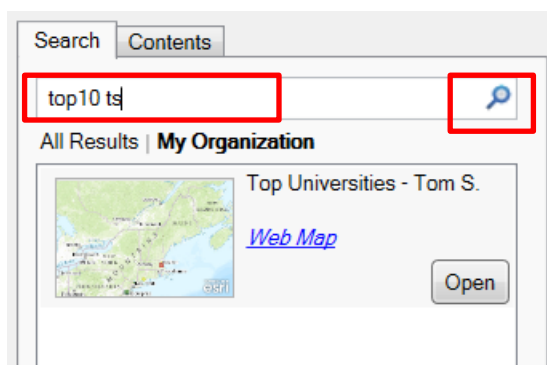 Search Contents
top10 ts
All Results | My Organization
Top Universities - Tom S.
Web Map
esri
Open